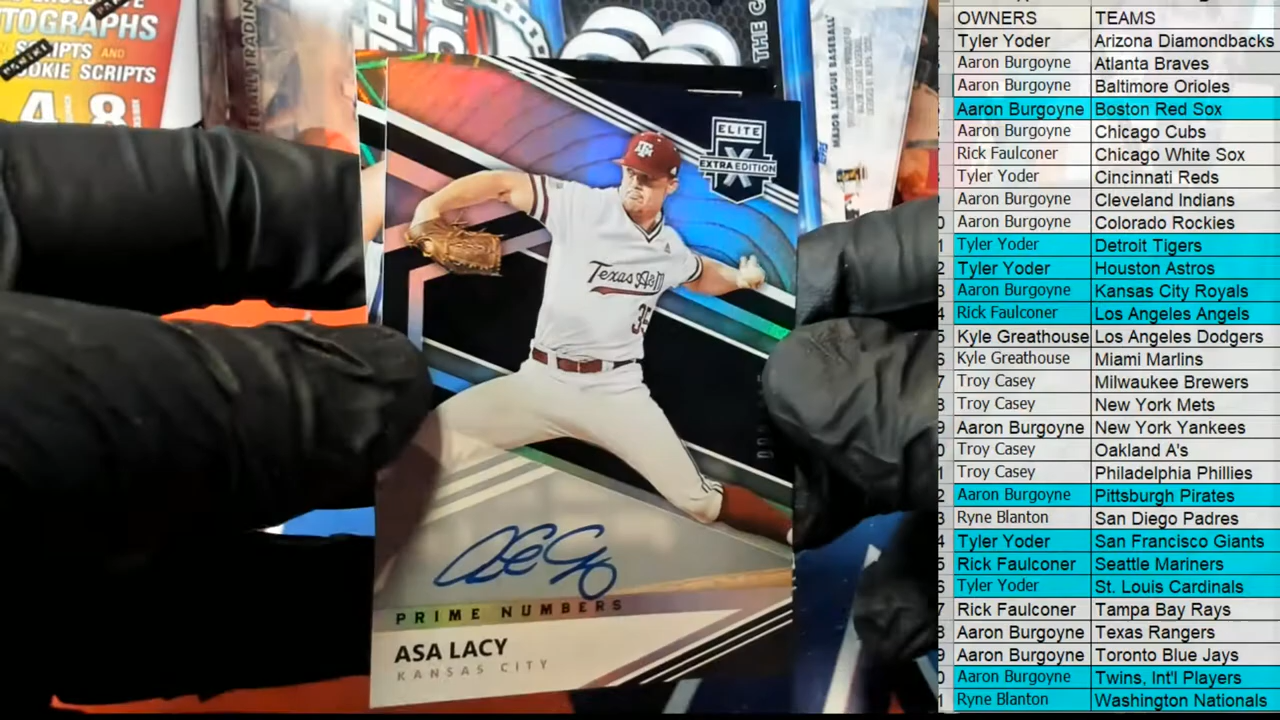 AUTOGRAPHS
SCRIPTS AND
ROOKIE SCRIPTS
PANINI
4
8
THE
MAJOR LEAGUE BASEBALL
ELITE
X
EXTRA EDITION
Texas A&M
35
PRIME NUMBERS
ASA LACY
KANSAS CITY
OWNERS TEAMS
Tyler Yoder Arizona Diamondbacks
Aaron Burgoyne Atlanta Braves
Aaron Burgoyne Baltimore Orioles
Aaron Burgoyne Boston Red Sox
Aaron Burgoyne Chicago Cubs
Rick Faulconer Chicago White Sox
Tyler Yoder Cincinnati Reds
Aaron Burgoyne Cleveland Indians
Aaron Burgoyne Colorado Rockies
Tyler Yoder Detroit Tigers
Tyler Yoder Houston Astros
Aaron Burgoyne Kansas City Royals
Rick Faulconer Los Angeles Angels
Kyle Greathouse Los Angeles Dodgers
Kyle Greathouse Miami Marlins
Troy Casey Milwaukee Brewers
Troy Casey New York Mets
Aaron Burgoyne New York Yankees
Troy Casey Oakland A's
Troy Casey Philadelphia Phillies
Aaron Burgoyne Pittsburgh Pirates
Ryne Blanton San Diego Padres
Tyler Yoder San Francisco Giants
Rick Faulconer Seattle Mariners
Tyler Yoder St. Louis Cardinals
Rick Faulconer Tampa Bay Rays
Aaron Burgoyne Texas Rangers
Aaron Burgoyne Toronto Blue Jays
Aaron Burgoyne Twins, Int'l Players
Ryne Blanton Washington Nationals